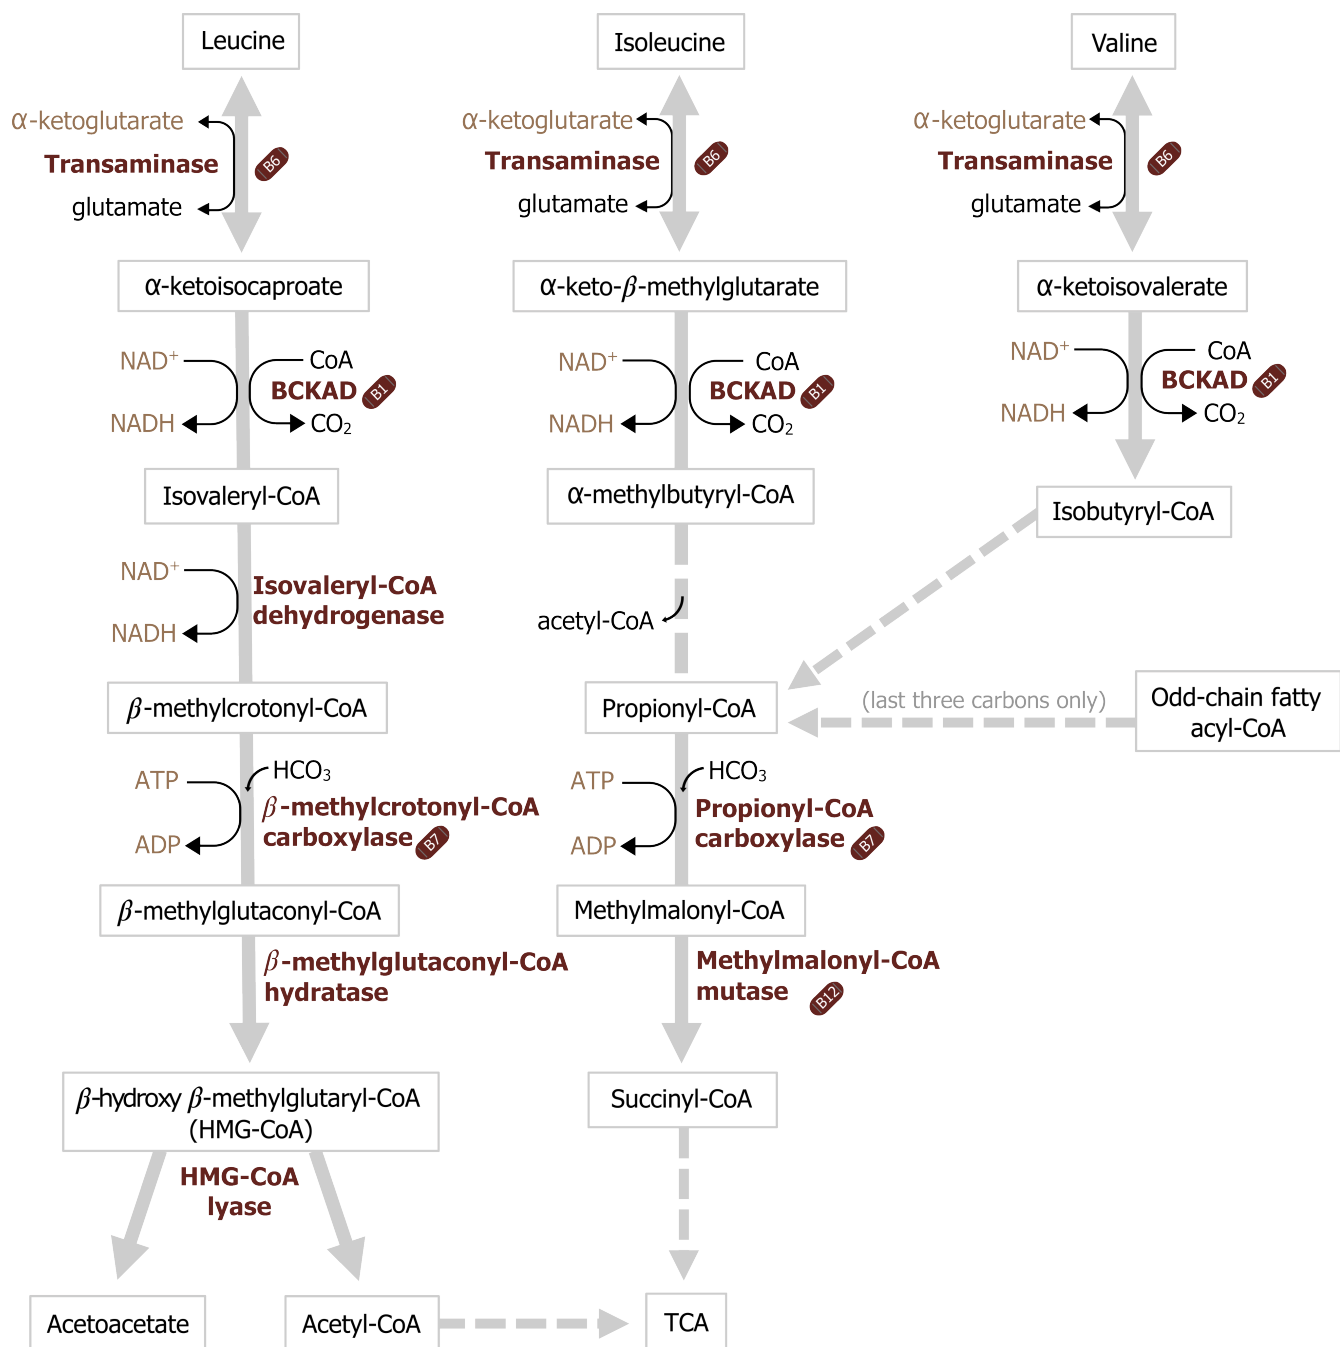 Leucine
Isoleucine
Valine
α-ketoglutarate
Transaminase
B6
glutamate
α-ketoglutarate
Transaminase
B6
glutamate
α-ketoglutarate
Transaminase
B6
glutamate
α-ketoisocaproate
α-keto-β-methylglutarate
α-ketoisovalerate
NAD⁺
CoA
BCKAD
B1
NADH
CO₂
NAD⁺
CoA
BCKAD
B1
NADH
CO₂
NAD⁺
CoA
BCKAD
B1
NADH
CO₂
Isovaleryl-CoA
α-methylbutyryl-CoA
Isobutyryl-CoA
NAD⁺
Isovaleryl-CoA
dehydrogenase
NADH
acetyl-CoA
β-methylcrotonyl-CoA
Propionyl-CoA
(last three carbons only)
Odd-chain fatty
acyl-CoA
ATP
HCO₃
β-methylcrotonyl-CoA
carboxylase
B7
ADP
ATP
HCO₃
Propionyl-CoA
carboxylase
B7
ADP
β-methylglutaconyl-CoA
Methylmalonyl-CoA
β-methylglutaconyl-CoA
hydratase
Methylmalonyl-CoA
mutase
B12
β-hydroxy β-methylglutaryl-CoA
(HMG-CoA)
Succinyl-CoA
HMG-CoA
lyase
Acetoacetate
Acetyl-CoA
TCA